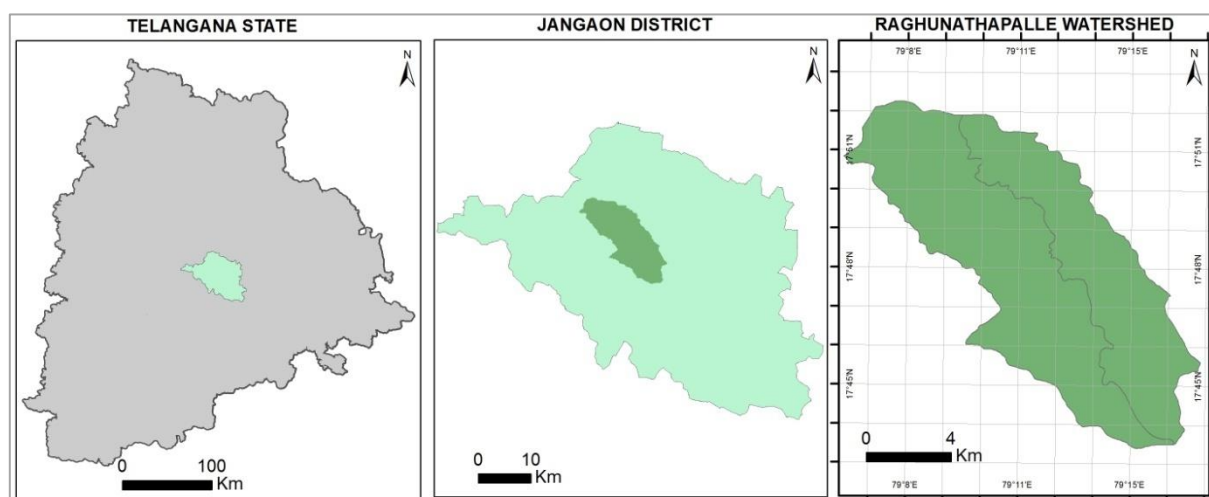 TELANGANA STATE
N
0 100
Km
JANGAON DISTRICT
N
0 10
Km
RAGHUNATHAPALLE WATERSHED
79°8'E 79°11'E 79°15'E
N
17°51'N 17°51'N
17°48'N 17°48'N
17°45'N 17°45'N
0 4
Km
79°8'E 79°11'E 79°15'E